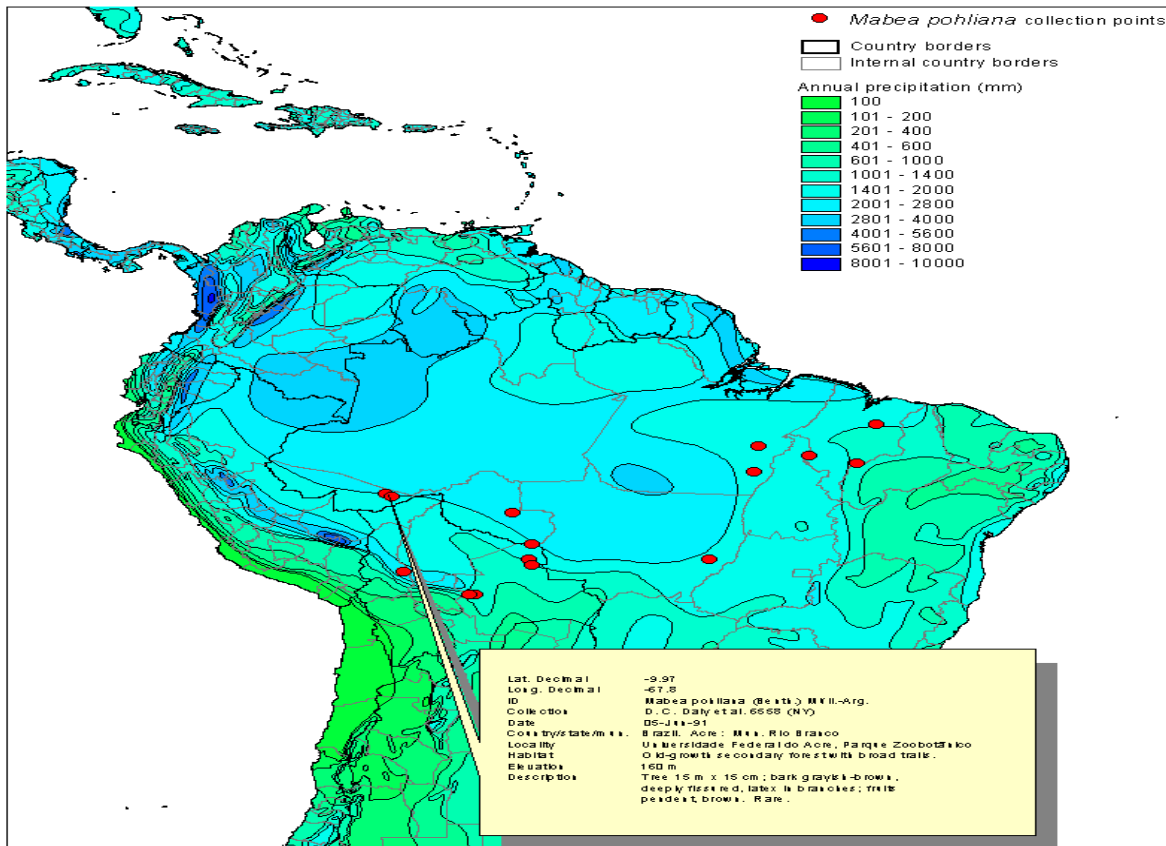 Mabea pohliana collection points
Country borders
Internal country borders
Annual precipitation (mm)
100
101 - 200
201 - 400
401 - 600
601 - 1000
1001 - 1400
1401 - 2000
2001 - 2800
2801 - 4000
4001 - 5600
5601 - 8000
8001 - 10000
Lat. Decimal -9.97
Long. Decimal -67.8
ID Mabea pohliana (Benth.) Müll.-Arg.
Collection D. C. Daly et al. 6568 (NY)
Date 05-Jun-91
Country/state/mun. Brazil. Acre: Mun. Rio Branco
Locality Universidade Federal do Acre, Parque Zoobotânico
Habitat Old-growth secondary forest with broad trails.
Elevation 160 m
Description Tree 15 m x 15 cm; bark grayish-brown,
deeply fissured, latex in branches; fruits
pendent, brown. Rare.